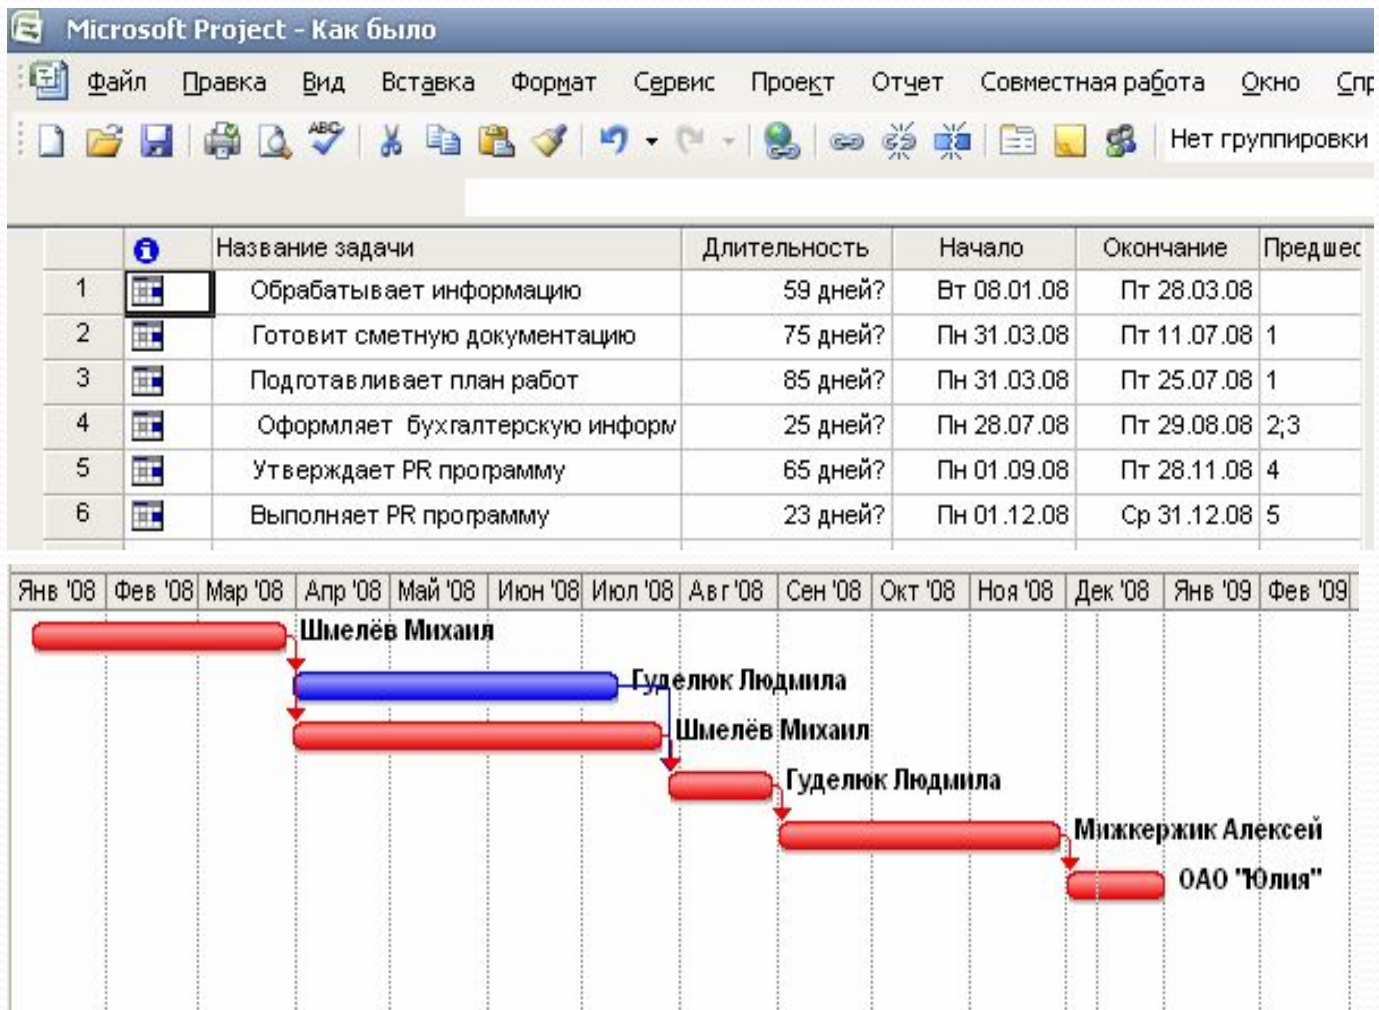 Microsoft Project - Как было
Файл Правка Вид Вставка Формат Сервис Проект Отчет Совместная работа Окно Спр
ABC Нет группировки
Название задачи Длительность Начало Окончание Предшес
1 Обрабатывает информацию 59 дней? Вт 08.01.08 Пт 28.03.08
2 Готовит сметную документацию 75 дней? Пн 31.03.08 Пт 11.07.08 1
3 Подготавливает план работ 85 дней? Пн 31.03.08 Пт 25.07.08 1
4 Оформляет бухгалтерскую информ 25 дней? Пн 28.07.08 Пт 29.08.08 2;3
5 Утверждает PR программу 65 дней? Пн 01.09.08 Пт 28.11.08 4
6 Выполняет PR программу 23 дней? Пн 01.12.08 Ср 31.12.08 5
Янв '08 Фев '08 Мар '08 Апр '08 Май '08 Июн '08 Июл '08 Авг '08 Сен '08 Окт '08 Ноя '08 Дек '08 Янв '09 Фев '09
Шмелёв Михаил
Гуделюк Людмила
Шмелёв Михаил
Гуделюк Людмила
Мижкержик Алексей
ОАО "Юлия"